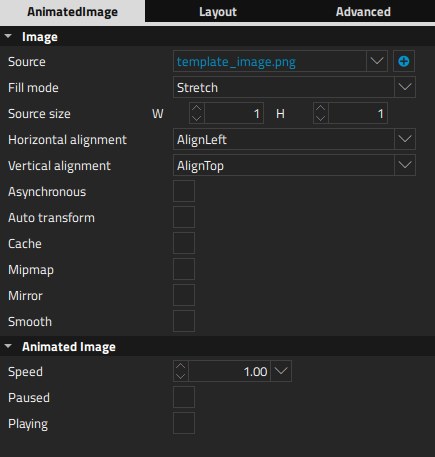 AnimatedImage Layout Advanced
Image
Source template_image.png
Fill mode Stretch
Source size W 1 H 1
Horizontal alignment AlignLeft
Vertical alignment AlignTop
Asynchronous
Auto transform
Cache
Mipmap
Mirror
Smooth
Animated Image
Speed 1.00
Paused
Playing